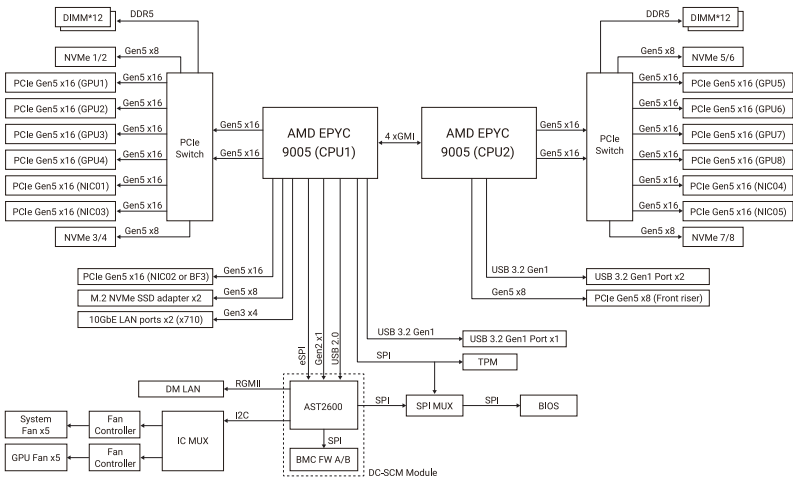 DIMM*12
DDR5
NVMe 1/2
Gen5 x8
PCIe Gen5 x16 (GPU1)
Gen5 x16
PCIe Gen5 x16 (GPU2)
Gen5 x16
PCIe Gen5 x16 (GPU3)
Gen5 x16
PCIe Gen5 x16 (GPU4)
Gen5 x16
PCIe Gen5 x16 (NIC01)
Gen5 x16
PCIe Gen5 x16 (NIC03)
Gen5 x16
NVMe 3/4
Gen5 x8
PCIe
Switch
Gen5 x16
Gen5 x16
AMD EPYC
9005 (CPU1)
4 xGMI
AMD EPYC
9005 (CPU2)
Gen5 x16
Gen5 x16
PCIe
Switch
DDR5
DIMM*12
Gen5 x8
NVMe 5/6
Gen5 x16
PCIe Gen5 x16 (GPU5)
Gen5 x16
PCIe Gen5 x16 (GPU6)
Gen5 x16
PCIe Gen5 x16 (GPU7)
Gen5 x16
PCIe Gen5 x16 (GPU8)
Gen5 x16
PCIe Gen5 x16 (NIC04)
Gen5 x16
PCIe Gen5 x16 (NIC05)
Gen5 x8
NVMe 7/8
PCIe Gen5 x16 (NIC02 or BF3)
Gen5 x16
M.2 NVMe SSD adapter x2
Gen5 x8
10GbE LAN ports x2 (x710)
Gen3 x4
USB 3.2 Gen1
USB 3.2 Gen1 Port x2
Gen5 x8
PCIe Gen5 x8 (Front riser)
eSPI
Gen2 x1
USB 2.0
USB 3.2 Gen1
USB 3.2 Gen1 Port x1
SPI
TPM
DM LAN
RGMII
AST2600
SPI
SPI MUX
SPI
BIOS
I2C
System
Fan x5
Fan
Controller
IC MUX
GPU Fan x5
Fan
Controller
SPI
BMC FW A/B
DC-SCM Module